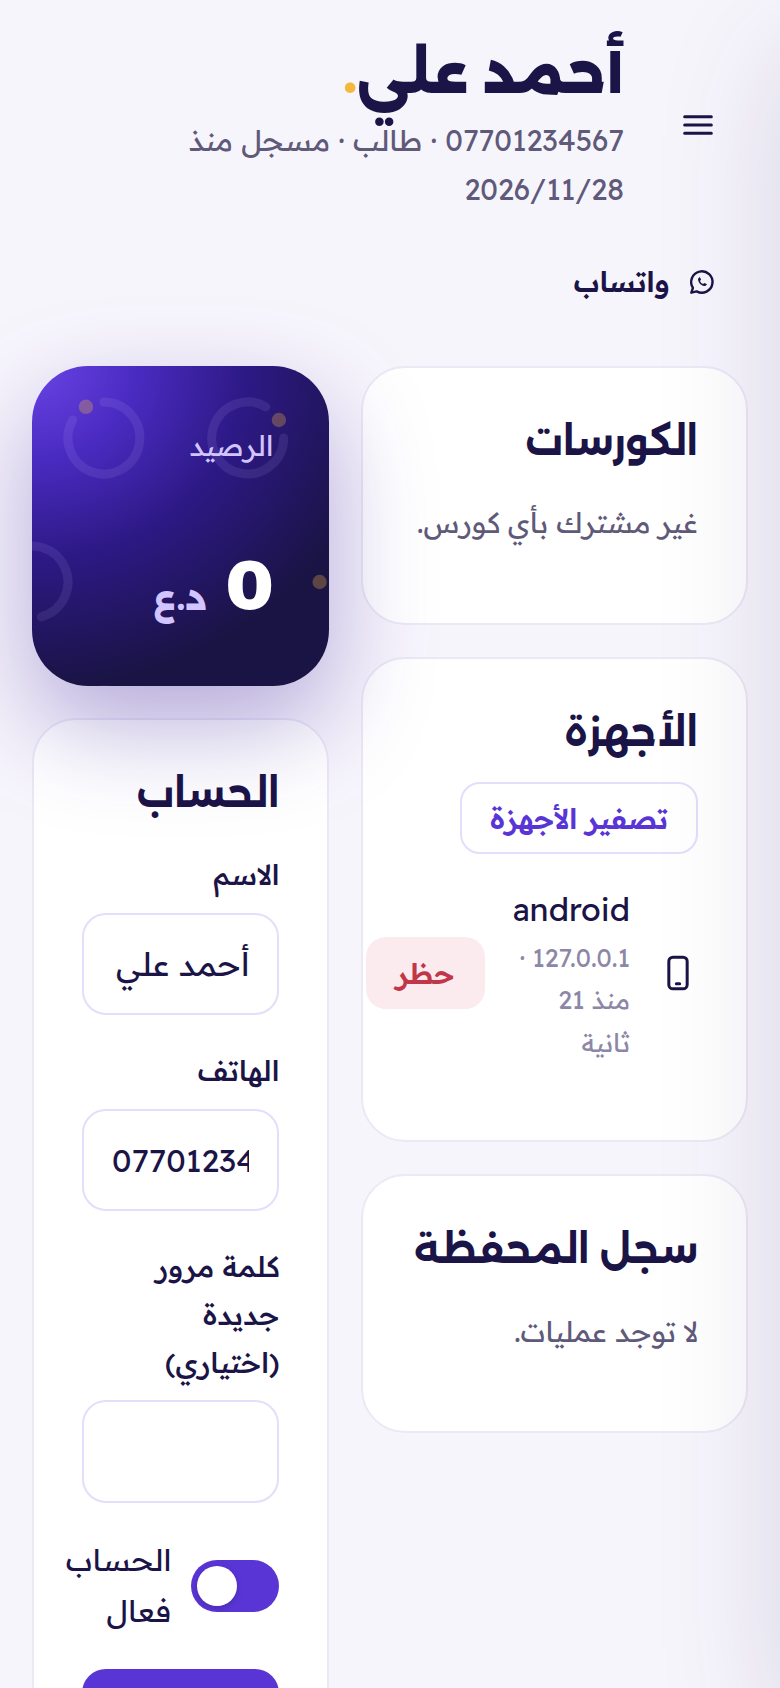 أحمد علي.
07701234567 · طالب · مسجل منذ
2026/11/28
واتساب
الكورسات
غير مشترك بأي كورس.
الأجهزة
تصفير الأجهزة
android
127.0.0.1 ·
منذ 21
ثانية
حظر
سجل المحفظة
لا توجد عمليات.
الرصيد
0 د.ع
الحساب
الاسم
أحمد علي
الهاتف
07701234
كلمة مرور
جديدة
(اختياري)
الحساب
فعال